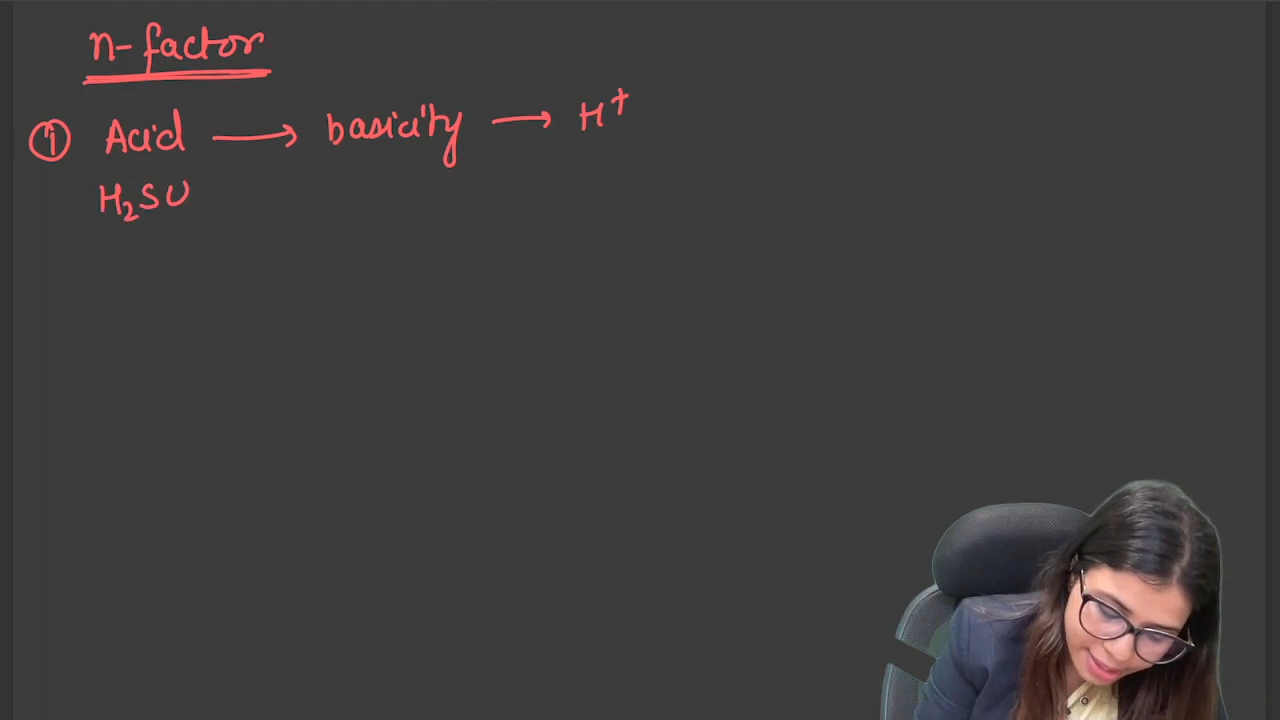 n-factor
① Acid → basicity → H⁺
H₂SO